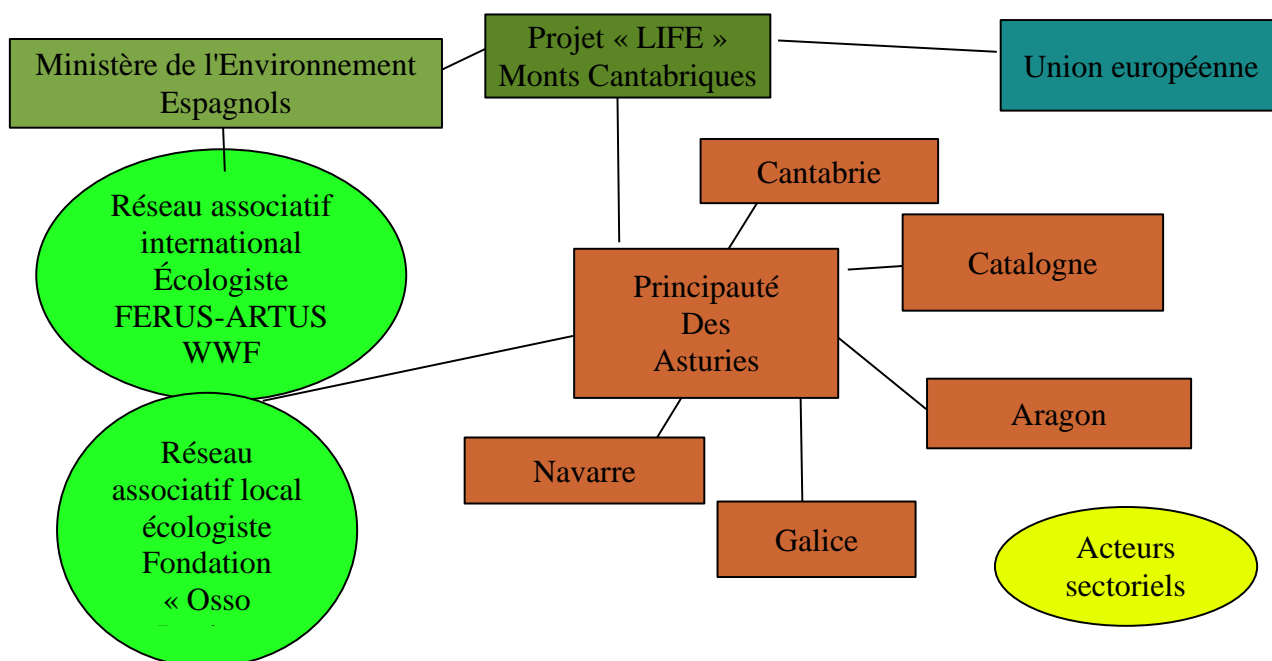 Ministère de l'Environnement
Espagnols
Projet « LIFE »
Monts Cantabriques
Union européenne
Réseau associatif
international
Écologiste
FERUS-ARTUS
WWF
Cantabrie
Catalogne
Principauté
Des
Asturies
Aragon
Navarre
Galice
Réseau
associatif local
écologiste
Fondation
« Osso
Acteurs
sectoriels